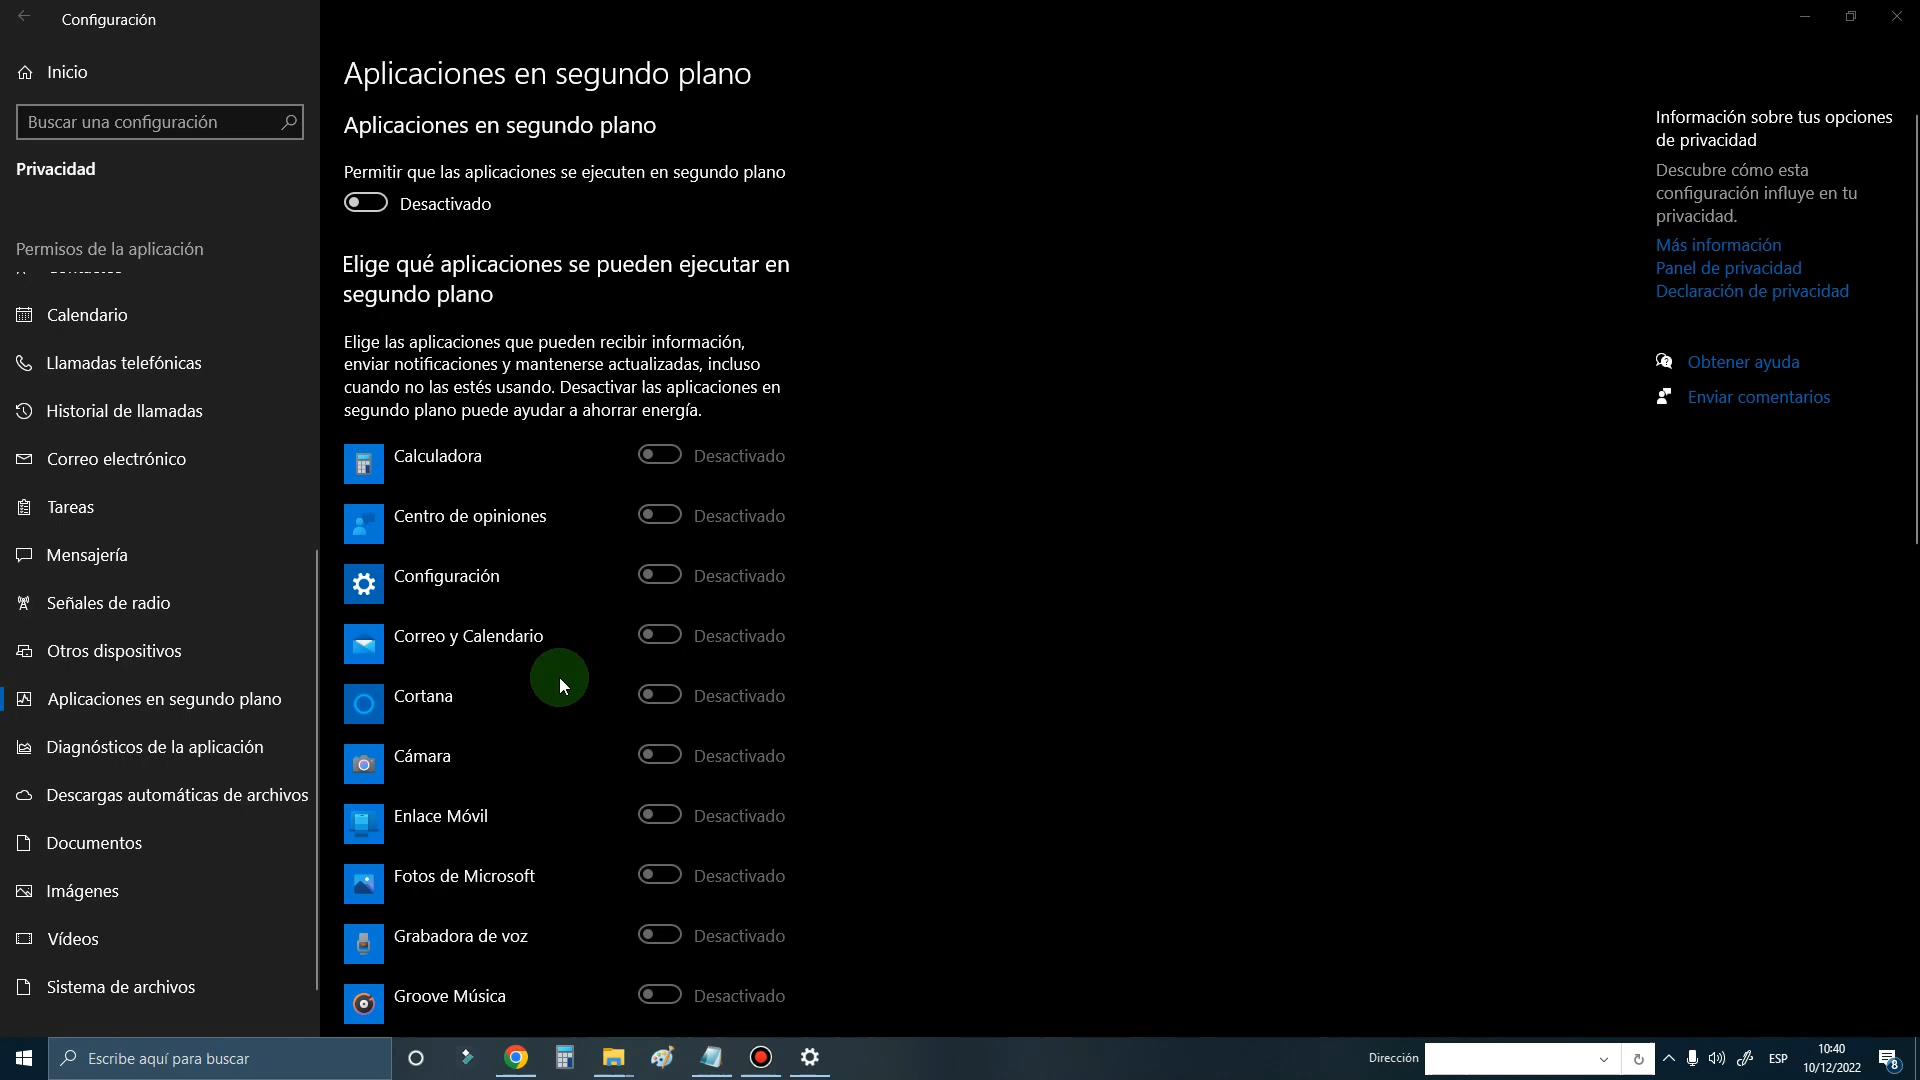 Configuración
Inicio
Buscar una configuración
Privacidad
Permisos de la aplicación
Calendario
Llamadas telefónicas
Historial de llamadas
Correo electrónico
Tareas
Mensajería
Señales de radio
Otros dispositivos
Aplicaciones en segundo plano
Diagnósticos de la aplicación
Descargas automáticas de archivos
Documentos
Imágenes
Vídeos
Sistema de archivos
Aplicaciones en segundo plano
Aplicaciones en segundo plano
Permitir que las aplicaciones se ejecuten en segundo plano
Desactivado
Elige qué aplicaciones se pueden ejecutar en
segundo plano
Elige las aplicaciones que pueden recibir información,
enviar notificaciones y mantenerse actualizadas, incluso
cuando no las estés usando. Desactivar las aplicaciones en
segundo plano puede ayudar a ahorrar energía.
Calculadora Desactivado
Centro de opiniones Desactivado
Configuración Desactivado
Correo y Calendario Desactivado
Cortana Desactivado
Cámara Desactivado
Enlace Móvil Desactivado
Fotos de Microsoft Desactivado
Grabadora de voz Desactivado
Groove Música Desactivado
Información sobre tus opciones
de privacidad
Descubre cómo esta
configuración influye en tu
privacidad.
Más información
Panel de privacidad
Declaración de privacidad
Obtener ayuda
Enviar comentarios
Escribe aquí para buscar
Dirección
ESP
10:40
10/12/2022
8